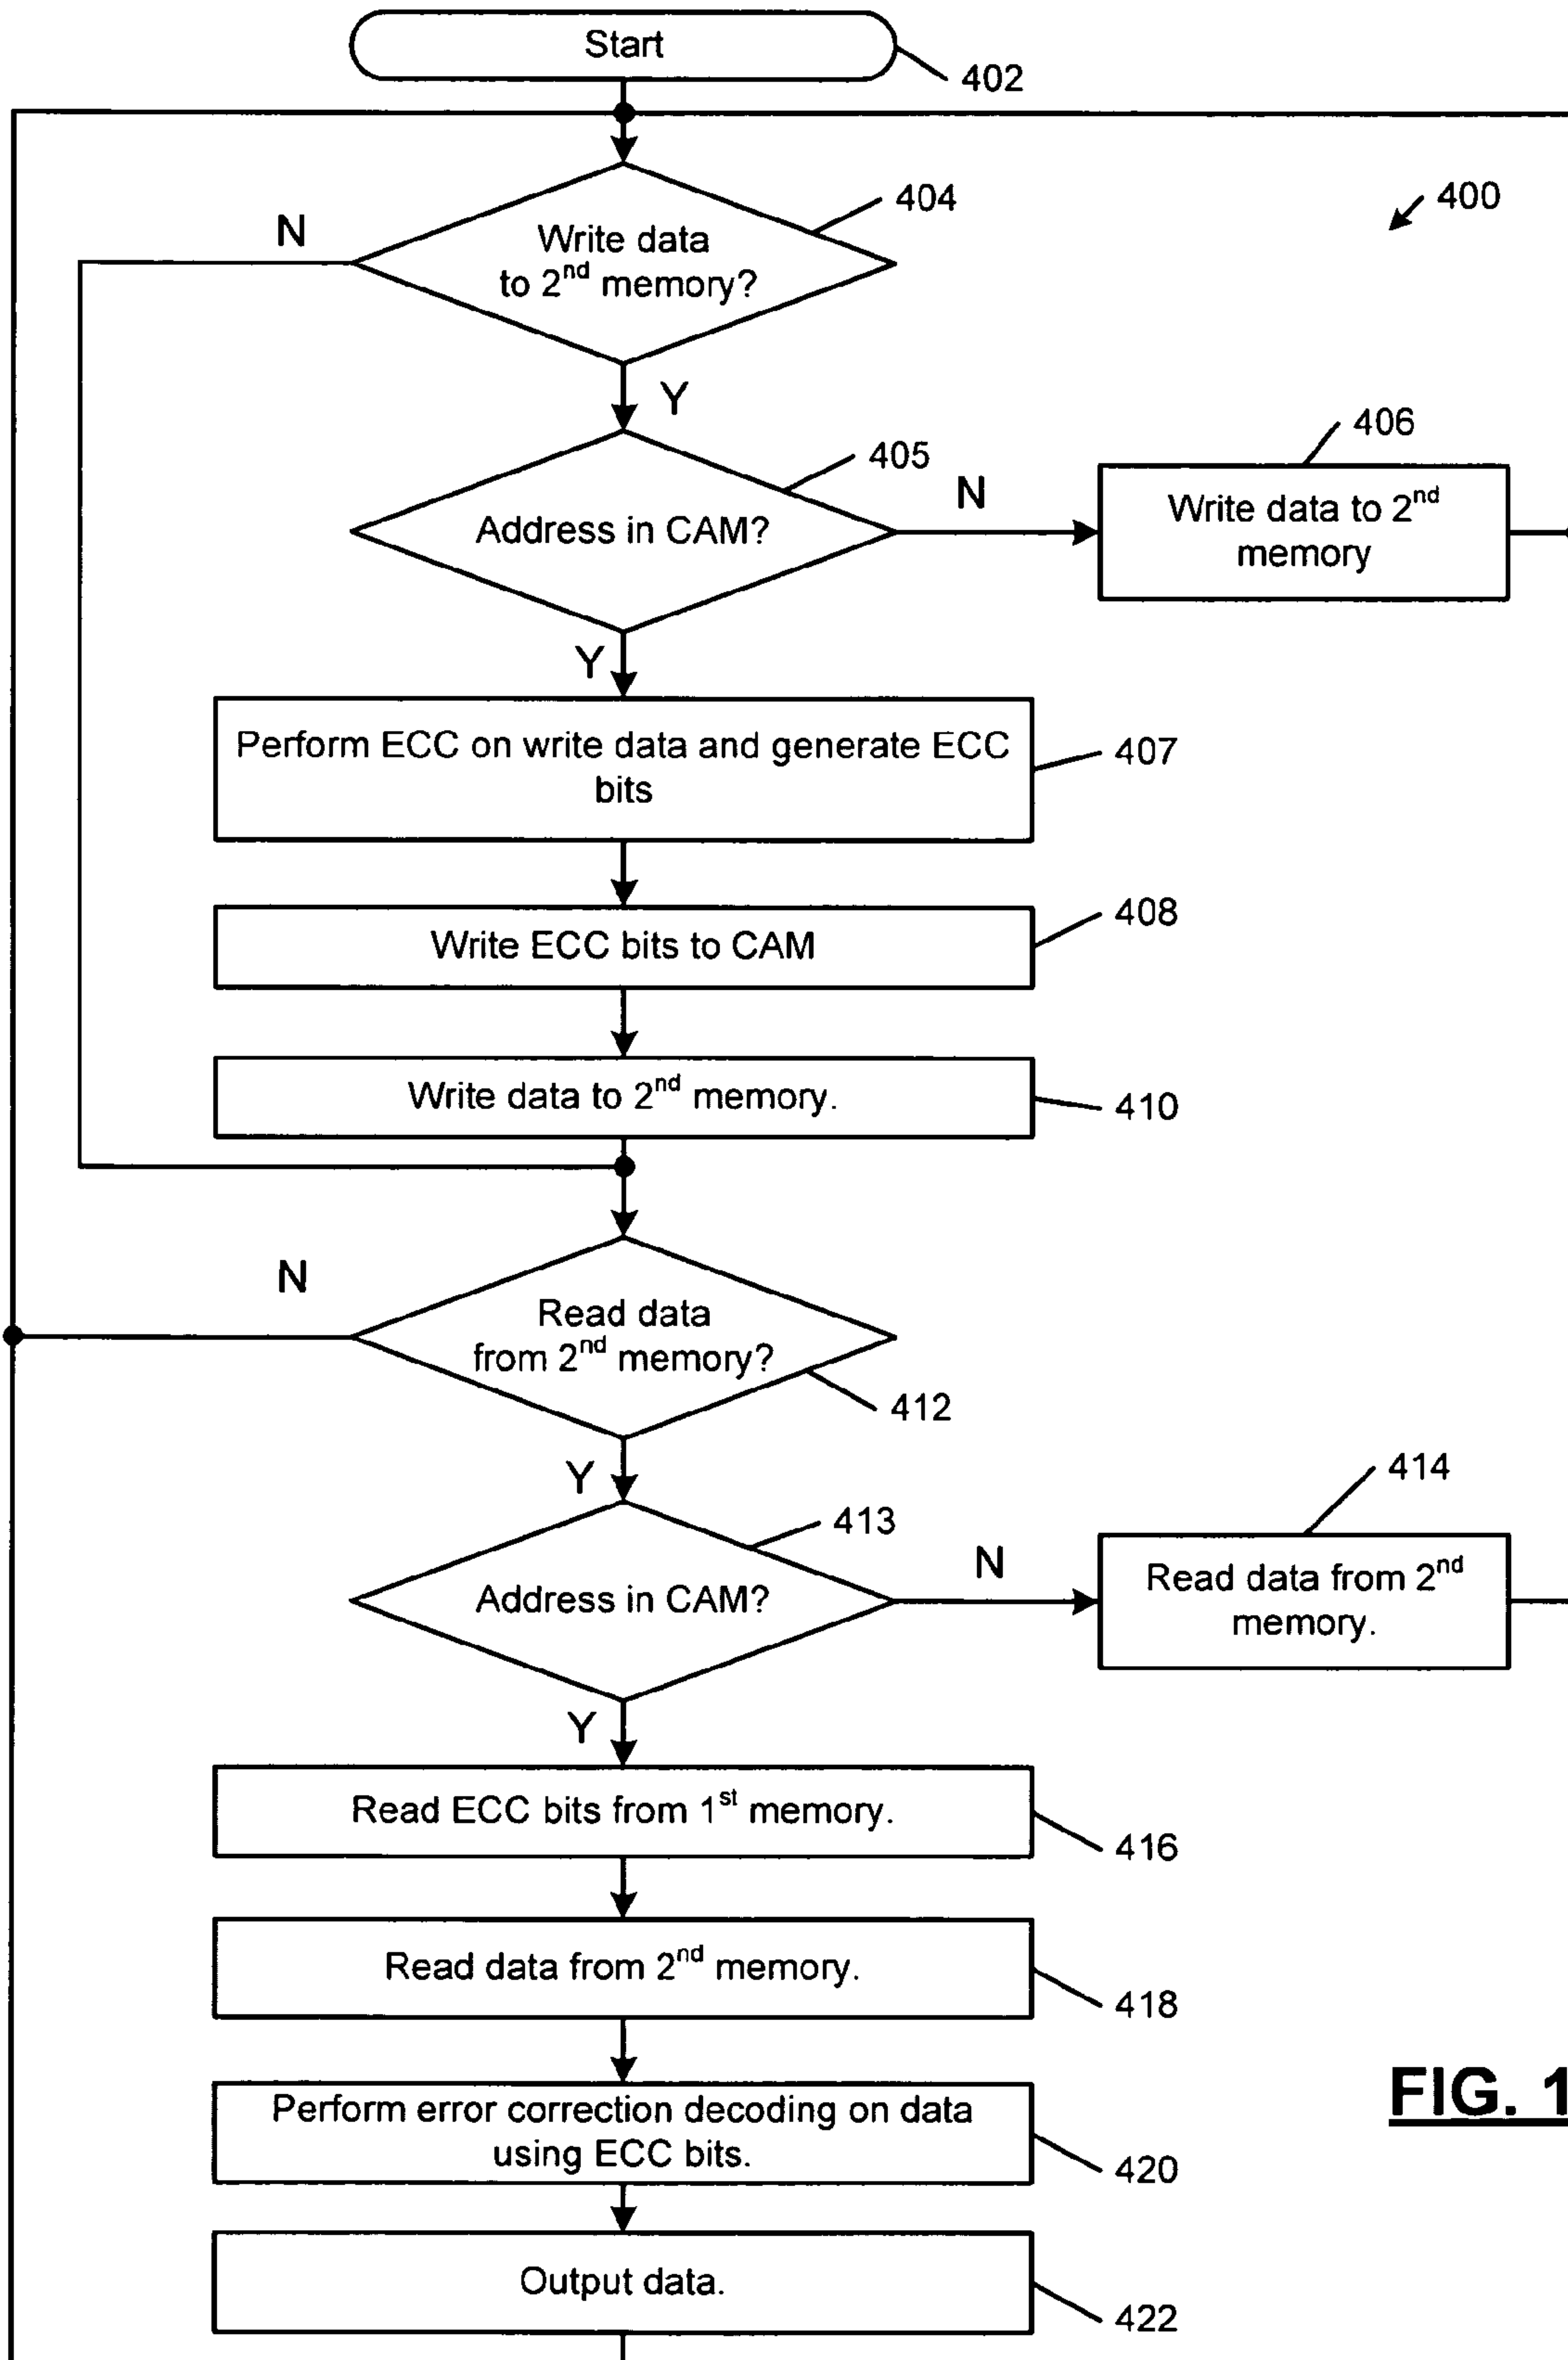 Start
402
400
404
N
Write data
to 2nd memory?
Y
405
406
N
Address in CAM?
Write data to 2nd
memory
Y
Perform ECC on write data and generate ECC
bits
407
408
Write ECC bits to CAM
Write data to 2nd memory.
410
N
Read data
from 2nd memory?
412
Y
414
413
N
Address in CAM?
Read data from 2nd
memory.
Y
Read ECC bits from 1st memory.
416
Read data from 2nd memory.
418
FIG. 1
Perform error correction decoding on data
using ECC bits.
420
Output data.
422